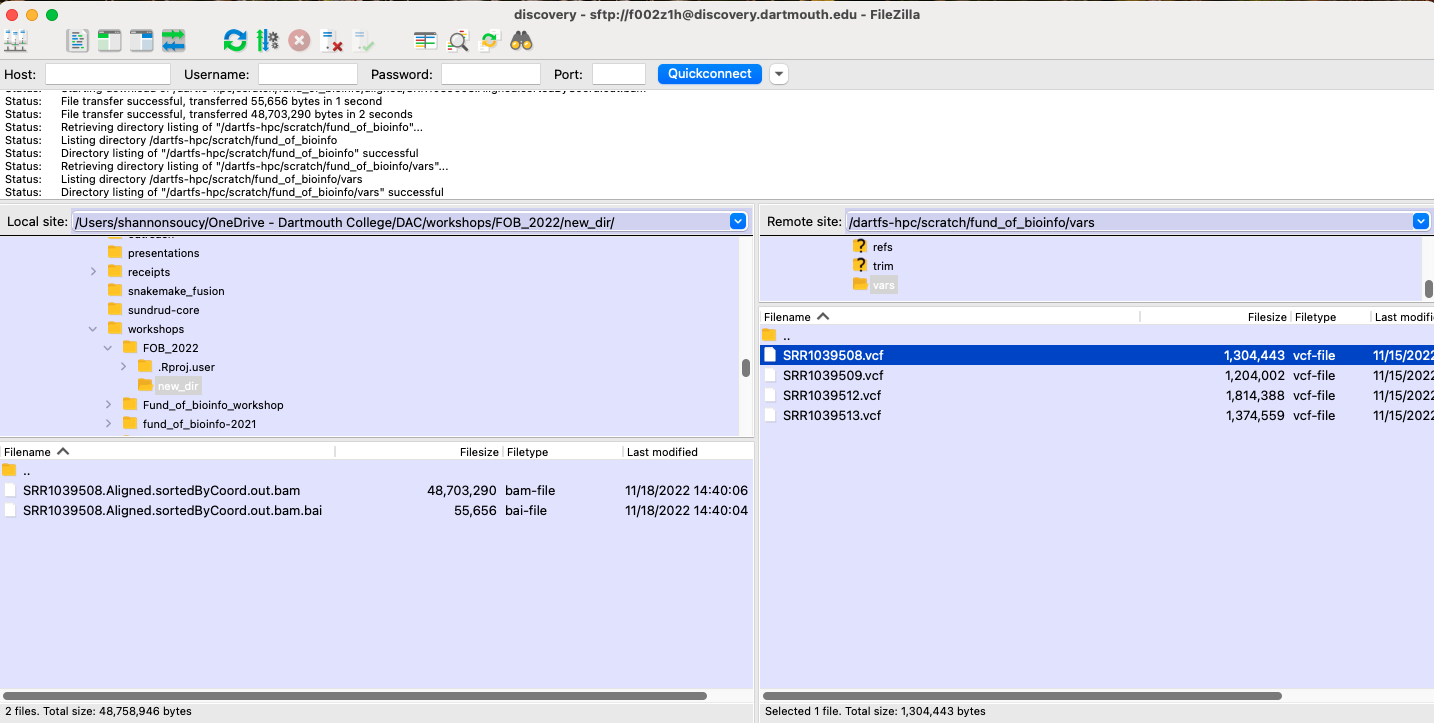 discovery - sftp://f002z1h@discovery.dartmouth.edu - FileZilla
Host: Username: Password: Port: Quickconnect
Status: File transfer successful, transferred 55,656 bytes in 1 second
Status: File transfer successful, transferred 48,703,290 bytes in 2 seconds
Status: Retrieving directory listing of "/dartfs-hpc/scratch/fund_of_bioinfo"...
Status: Listing directory /dartfs-hpc/scratch/fund_of_bioinfo
Status: Directory listing of "/dartfs-hpc/scratch/fund_of_bioinfo" successful
Status: Retrieving directory listing of "/dartfs-hpc/scratch/fund_of_bioinfo/vars"...
Status: Listing directory /dartfs-hpc/scratch/fund_of_bioinfo/vars
Status: Directory listing of "/dartfs-hpc/scratch/fund_of_bioinfo/vars" successful
Local site: /Users/shannonsoucy/OneDrive - Dartmouth College/DAC/workshops/FOB_2022/new_dir/
presentations
receipts
snakemake_fusion
sundrud-core
workshops
FOB_2022
.Rproj.user
new_dir
Fund_of_bioinfo_workshop
fund_of_bioinfo-2021
Filename Filesize Filetype Last modified
..
SRR1039508.Aligned.sortedByCoord.out.bam 48,703,290 bam-file 11/18/2022 14:40:06
SRR1039508.Aligned.sortedByCoord.out.bam.bai 55,656 bai-file 11/18/2022 14:40:04
2 files. Total size: 48,758,946 bytes
Remote site: /dartfs-hpc/scratch/fund_of_bioinfo/vars
? refs
? trim
vars
Filename Filesize Filetype Last modifi
..
SRR1039508.vcf 1,304,443 vcf-file 11/15/2022
SRR1039509.vcf 1,204,002 vcf-file 11/15/2022
SRR1039512.vcf 1,814,388 vcf-file 11/15/2022
SRR1039513.vcf 1,374,559 vcf-file 11/15/2022
Selected 1 file. Total size: 1,304,443 bytes